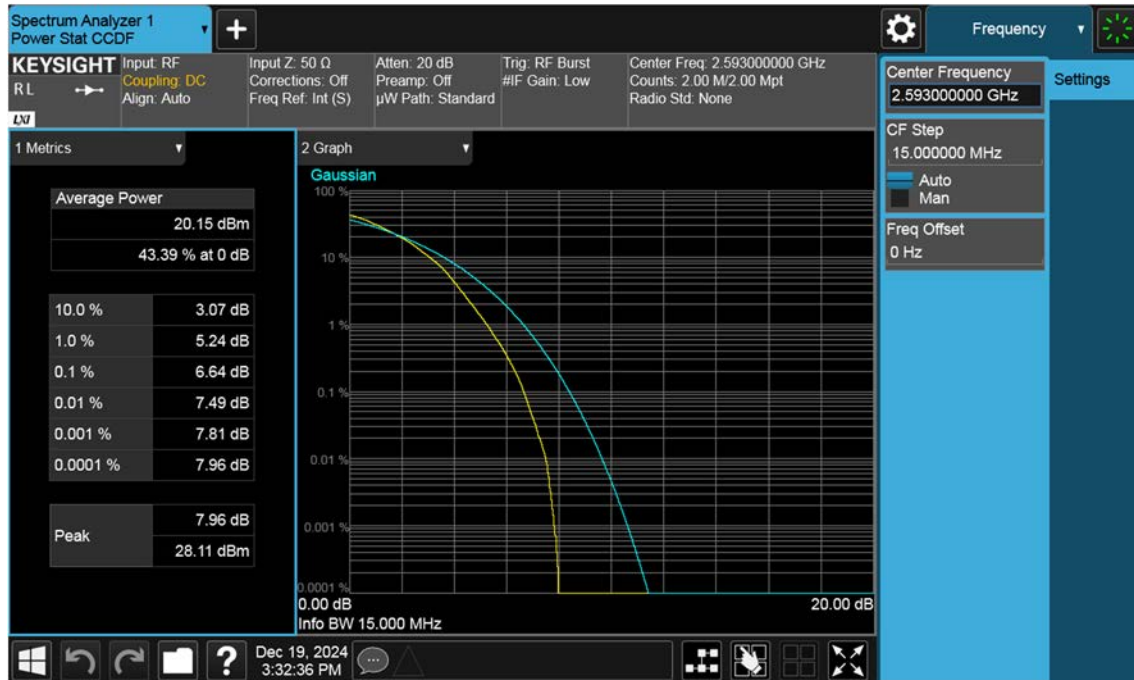 Spectrum Analyzer 1
Power Stat CCDF
Frequency
KEYSIGHT
RL
LXI
Input: RF
Coupling: DC
Align: Auto
Input Z: 50 Ω
Corrections: Off
Freq Ref: Int (S)
Atten: 20 dB
Preamp: Off
µW Path: Standard
Trig: RF Burst
#IF Gain: Low
Center Freq: 2.593000000 GHz
Counts: 2.00 M/2.00 Mpt
Radio Std: None
Center Frequency
2.593000000 GHz
Settings
CF Step
15.000000 MHz
Auto
Man
Freq Offset
0 Hz
1 Metrics
Average Power
20.15 dBm
43.39 % at 0 dB
10.0 % 3.07 dB
1.0 % 5.24 dB
0.1 % 6.64 dB
0.01 % 7.49 dB
0.001 % 7.81 dB
0.0001 % 7.96 dB
Peak 7.96 dB
28.11 dBm
2 Graph
Gaussian
100 %
10 %
1 %
0.1 %
0.01 %
0.001 %
0.0001 %
0.00 dB 20.00 dB
Info BW 15.000 MHz
?
Dec 19, 2024
3:32:36 PM